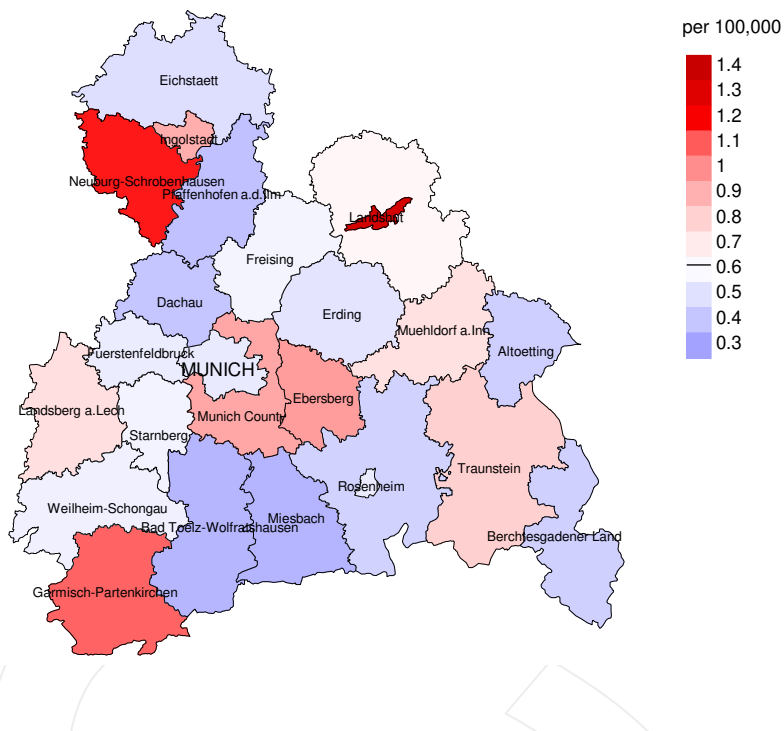 per 100,000
1.4
1.3
1.2
1.1
1
0.9
0.8
0.7
0.6
0.5
0.4
0.3
Eichstaett
Ingolstadt
Neuburg-Schrobenhausen
Pfaffenhofen a.d.Ilm
Landshut
Freising
Dachau
Erding
Muehldorf a.Inn
Altoetting
Fuerstenfeldbruck
MUNICH
Ebersberg
Landsberg a.Lech
Munich County
Starnberg
Traunstein
Rosenheim
Weilheim-Schongau
Miesbach
Bad Toelz-Wolfratshausen
Berchtesgadener Land
Garmisch-Partenkirchen